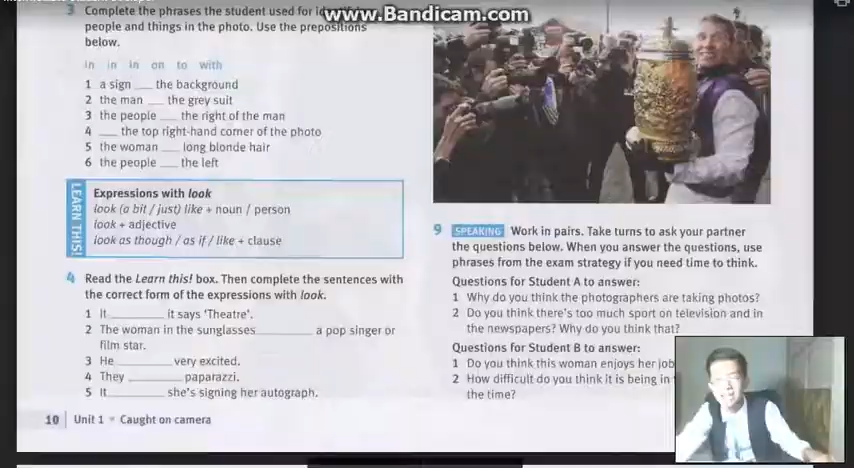 www.Bandicam.com
3 Complete the phrases the student used for
people and things in the photo. Use the prepositions
below.
in in in on to with
1 a sign ___ the background
2 the man ___ the grey suit
3 the people ___ the right of the man
4 ___ the top right-hand corner of the photo
5 the woman ___ long blonde hair
6 the people ___ the left
LEARN THIS!
Expressions with look
look (a bit / just) like + noun / person
look + adjective
look as though / as if / like + clause
4 Read the Learn this! box. Then complete the sentences with
the correct form of the expressions with look.
1 It ________ it says 'Theatre'.
2 The woman in the sunglasses ________ a pop singer or
film star.
3 He ________ very excited.
4 They ________ paparazzi.
5 It ________ she's signing her autograph.
10 Unit 1 Caught on camera
9 SPEAKING Work in pairs. Take turns to ask your partner
the questions below. When you answer the questions, use
phrases from the exam strategy if you need time to think.
Questions for Student A to answer:
1 Why do you think the photographers are taking photos?
2 Do you think there's too much sport on television and in
the newspapers? Why do you think that?
Questions for Student B to answer:
1 Do you think this woman enjoys her job
2 How difficult do you think it is being in
the time?